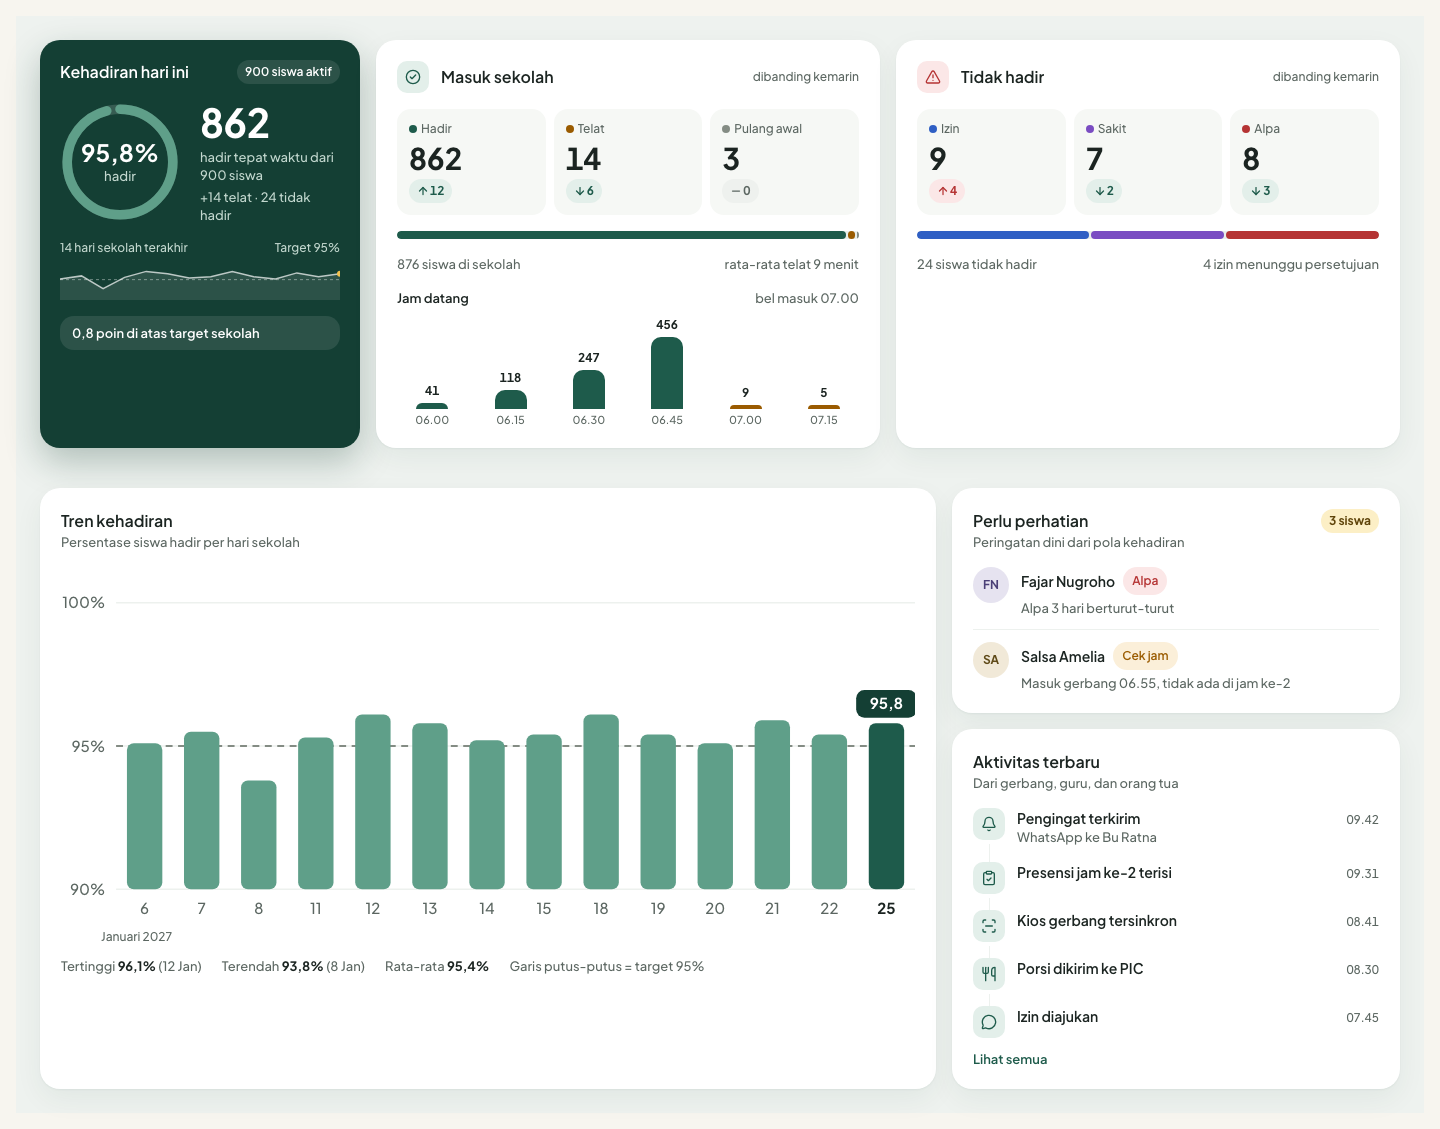 Kehadiran hari ini
900 siswa aktif
95,8%
hadir
862
hadir tepat waktu dari
900 siswa
+14 telat · 24 tidak
hadir
14 hari sekolah terakhir
Target 95%
0,8 poin di atas target sekolah
Masuk sekolah
dibanding kemarin
Hadir
862
↑ 12
Telat
14
↓ 6
Pulang awal
3
— 0
876 siswa di sekolah
rata-rata telat 9 menit
Jam datang
bel masuk 07.00
41
118
247
456
9
5
06.00
06.15
06.30
06.45
07.00
07.15
Tidak hadir
dibanding kemarin
Izin
9
↑ 4
Sakit
7
↓ 2
Alpa
8
↓ 3
24 siswa tidak hadir
4 izin menunggu persetujuan
Tren kehadiran
Persentase siswa hadir per hari sekolah
100%
95%
90%
95,8
6
7
8
11
12
13
14
15
18
19
20
21
22
25
Januari 2027
Tertinggi 96,1% (12 Jan)
Terendah 93,8% (8 Jan)
Rata-rata 95,4%
Garis putus-putus = target 95%
Perlu perhatian
3 siswa
Peringatan dini dari pola kehadiran
FN
Fajar Nugroho
Alpa
Alpa 3 hari berturut-turut
SA
Salsa Amelia
Cek jam
Masuk gerbang 06.55, tidak ada di jam ke-2
Aktivitas terbaru
Dari gerbang, guru, dan orang tua
Pengingat terkirim
09.42
WhatsApp ke Bu Ratna
Presensi jam ke-2 terisi
09.31
Kios gerbang tersinkron
08.41
Porsi dikirim ke PIC
08.30
Izin diajukan
07.45
Lihat semua